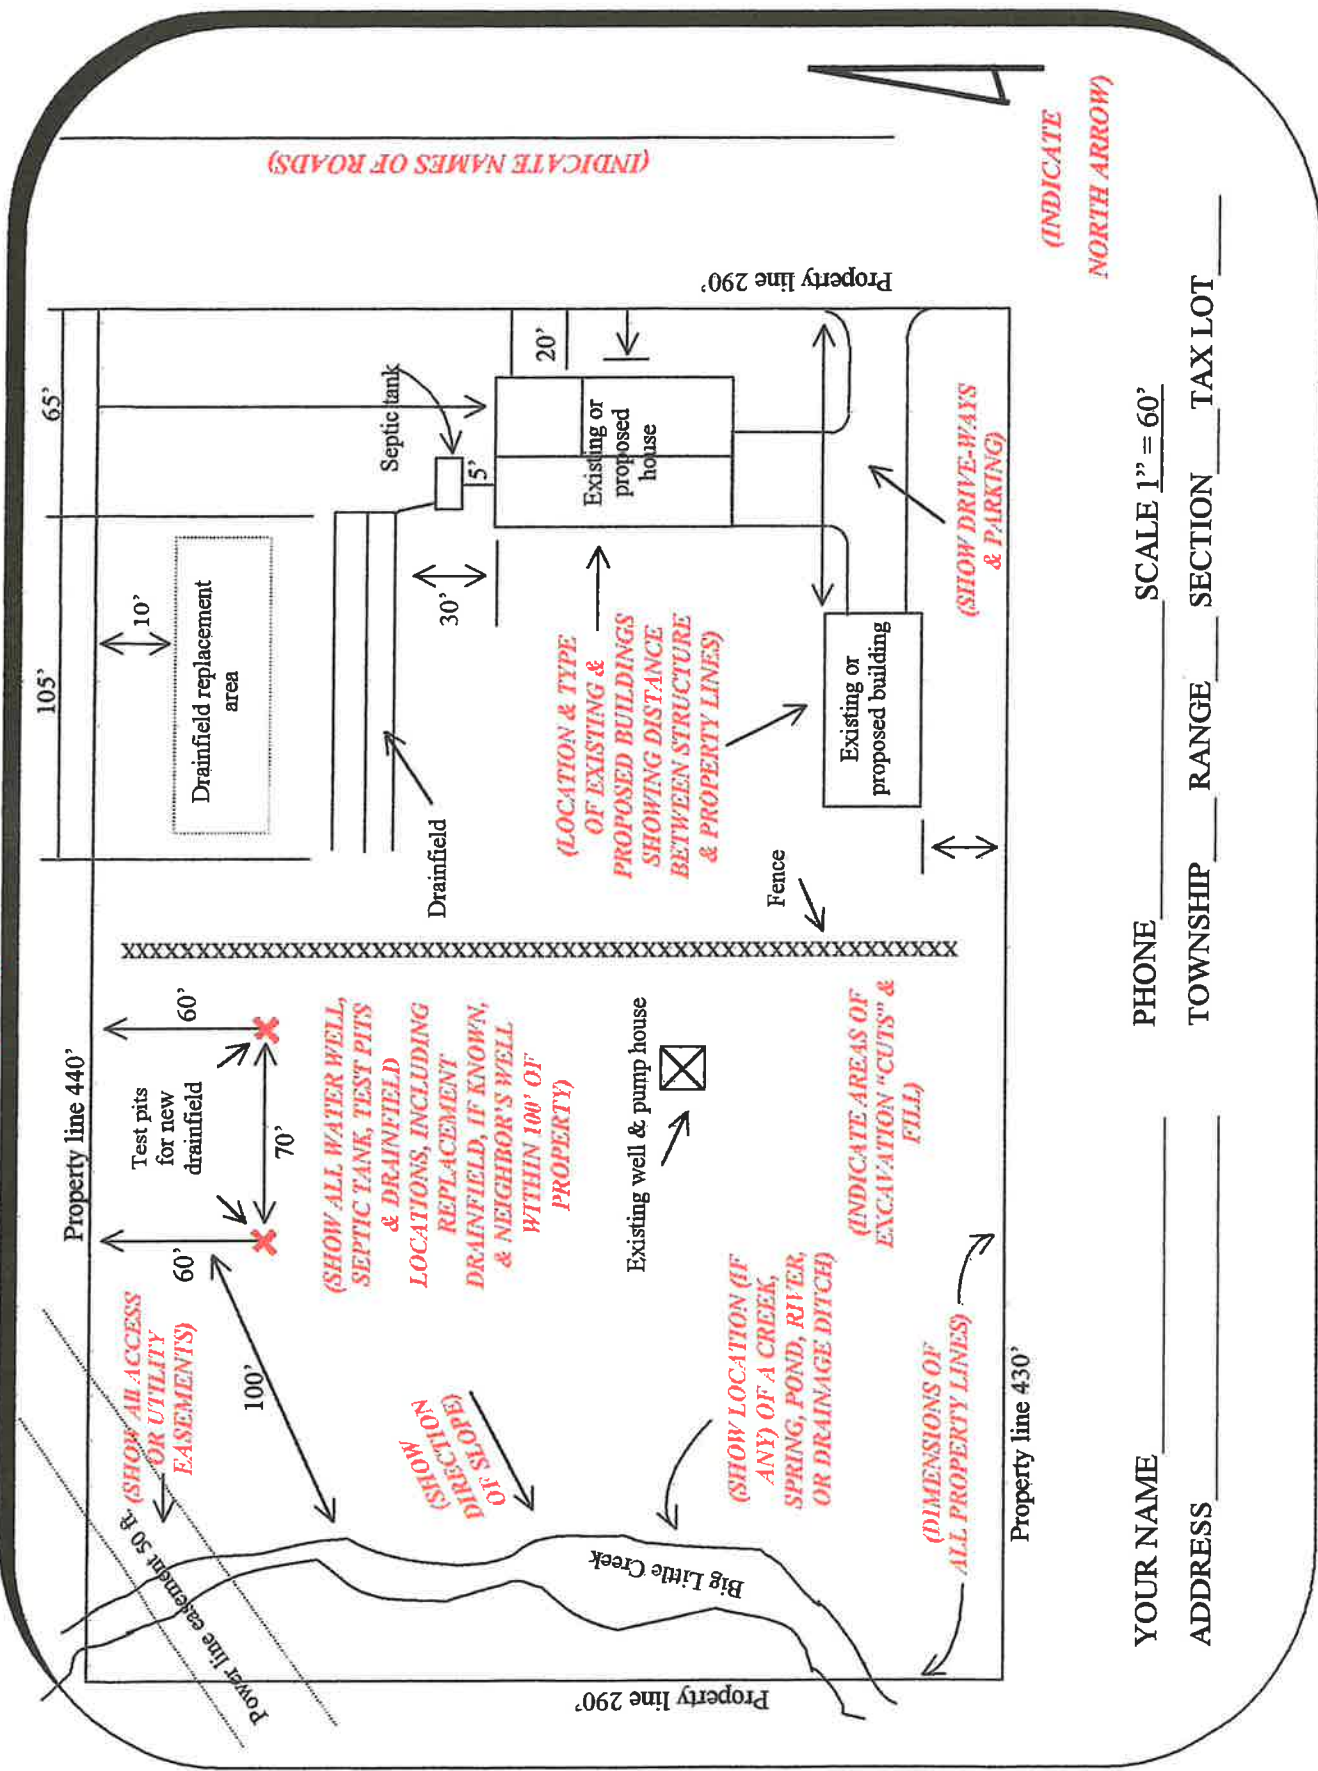 Property line 440'
105'
65'
10'
Drainfield replacement
area
Power line easement 50 ft.
(SHOW All ACCESS
OR UTILITY
EASEMENTS)
60'
Test pits
for new
drainfield
60'
70'
100'
(SHOW ALL WATER WELL,
SEPTIC TANK, TEST PITS
& DRAINFIELD
LOCATIONS, INCLUDING
REPLACEMENT
DRAINFIELD, IF KNOWN,
& NEIGHBOR'S WELL
WITHIN 100' OF
PROPERTY)
Drainfield
Septic tank
5'
30'
20'
Existing or
proposed
house
(INDICATE NAMES OF ROADS)
(SHOW
DIRECTION
OF SLOPE)
(LOCATION & TYPE
OF EXISTING &
PROPOSED BUILDINGS
SHOWING DISTANCE
BETWEEN STRUCTURE
& PROPERTY LINES)
Existing well & pump house
Big Little Creek
(SHOW LOCATION (IF
ANY) OF A CREEK,
SPRING, POND, RIVER,
OR DRAINAGE DITCH)
Fence
XXXXXXXXXXXXXXXXXXXXXXXXXXXXXXXXXXXXXXXXXXXXXXXXXXXXXX
Existing or
proposed building
Property line 290'
Property line 290'
(INDICATE AREAS OF
EXCAVATION "CUTS" &
FILL)
(SHOW DRIVE-WAYS
& PARKING)
(DIMENSIONS OF
ALL PROPERTY LINES)
Property line 430'
(INDICATE
NORTH ARROW)
YOUR NAME PHONE SCALE 1" = 60'
ADDRESS TOWNSHIP RANGE SECTION TAX LOT